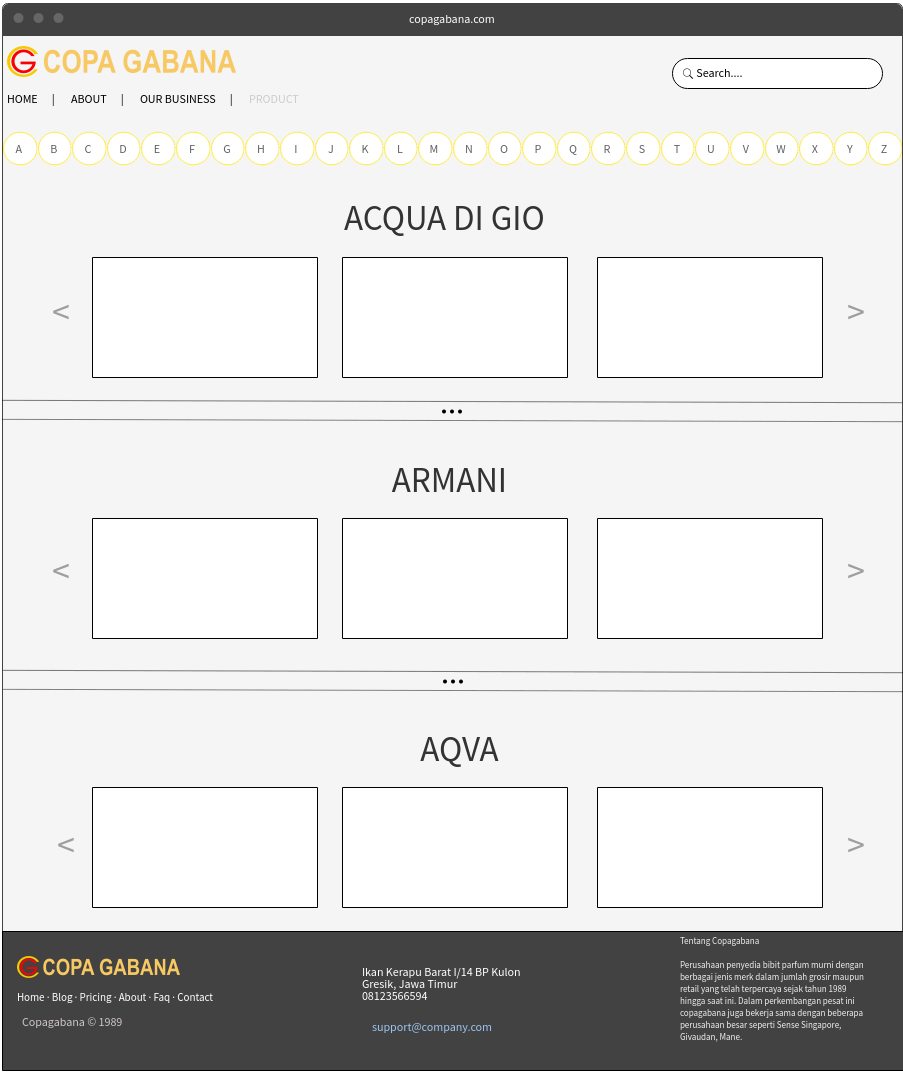 copagabana.com
COPA GABANA
Search....
HOME | ABOUT | OUR BUSINESS | PRODUCT
A B C D E F G H I J K L M N O P Q R S T U V W X Y Z
ACQUA DI GIO
< >
...
ARMANI
< >
...
AQVA
< >
COPA GABANA
Home · Blog · Pricing · About · Faq · Contact
Copagabana © 1989
Ikan Kerapu Barat I/14 BP Kulon
Gresik, Jawa Timur
08123566594
support@company.com
Tentang Copagabana
Perusahaan penyedia bibit parfum murni dengan
berbagai jenis merk dalam jumlah grosir maupun
retail yang telah terpercaya sejak tahun 1989
hingga saat ini. Dalam perkembangan pesat ini
copagabana juga bekerja sama dengan beberapa
perusahaan besar seperti Sense Singapore,
Givaudan, Mane.